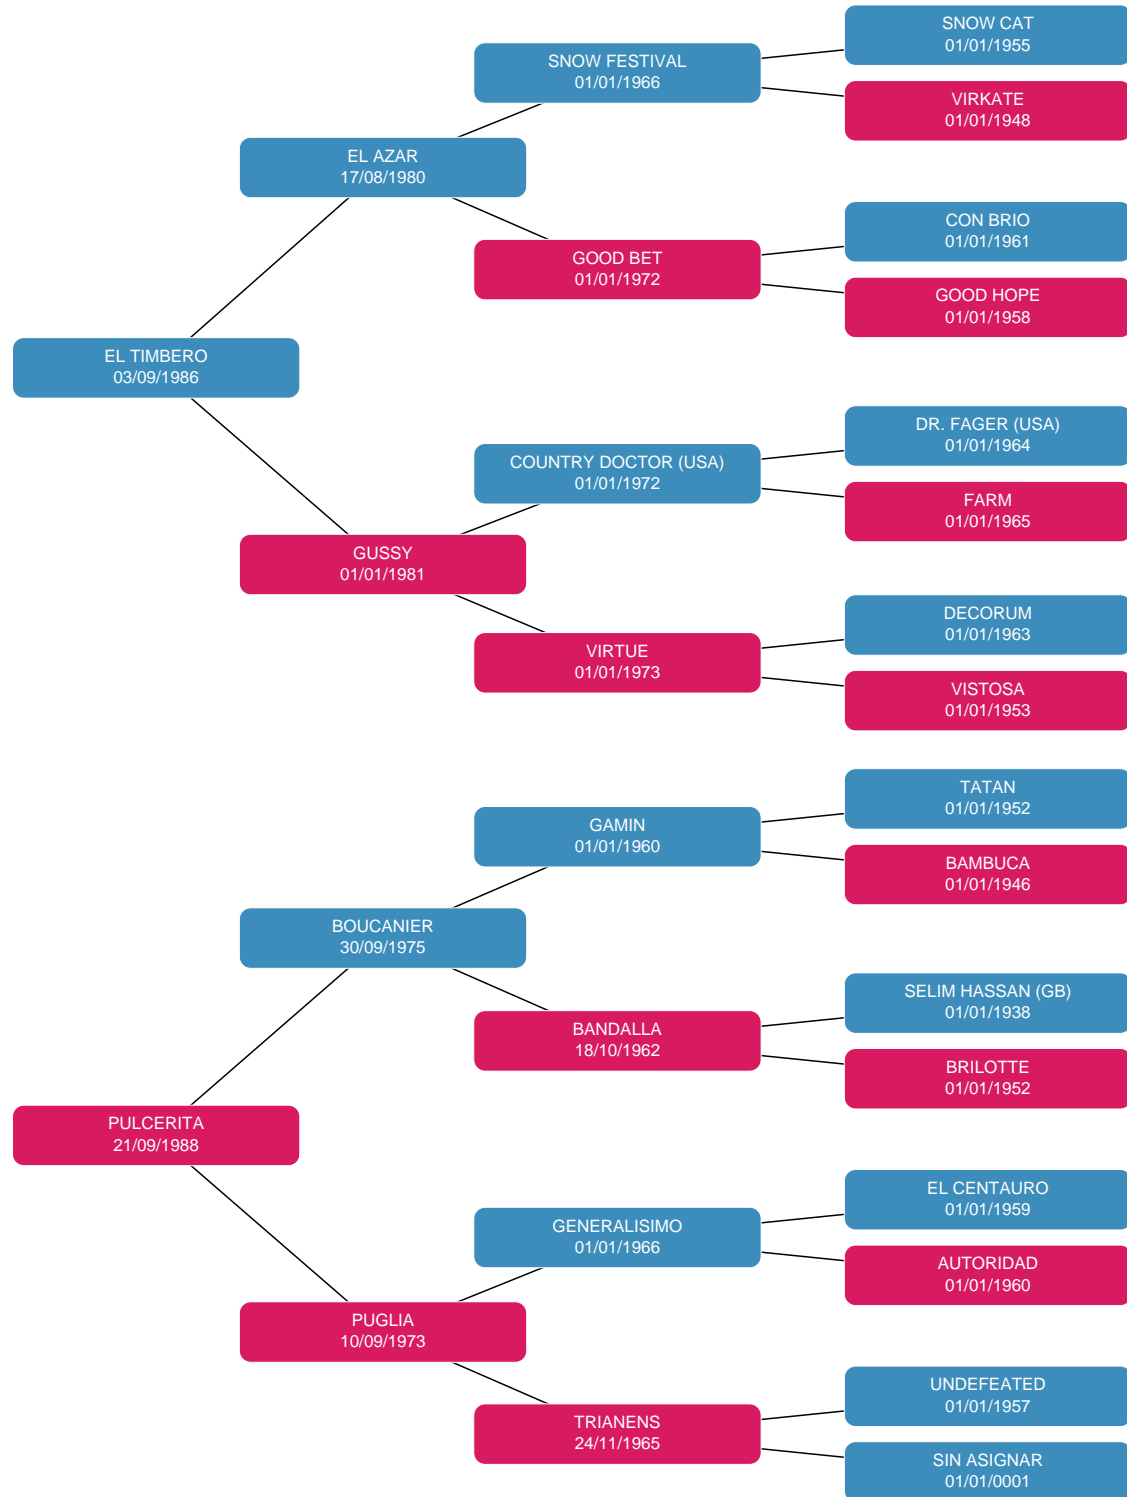 SNOW CAT
01/01/1955
SNOW FESTIVAL
01/01/1966
VIRKATE
01/01/1948
EL AZAR
17/08/1980
CON BRIO
01/01/1961
GOOD BET
01/01/1972
GOOD HOPE
01/01/1958
EL TIMBERO
03/09/1986
DR. FAGER (USA)
01/01/1964
COUNTRY DOCTOR (USA)
01/01/1972
FARM
01/01/1965
GUSSY
01/01/1981
DECORUM
01/01/1963
VIRTUE
01/01/1973
VISTOSA
01/01/1953
TATAN
01/01/1952
GAMIN
01/01/1960
BAMBUCA
01/01/1946
BOUCANIER
30/09/1975
SELIM HASSAN (GB)
01/01/1938
BANDALLA
18/10/1962
BRILOTTE
01/01/1952
PULCERITA
21/09/1988
EL CENTAURO
01/01/1959
GENERALISIMO
01/01/1966
AUTORIDAD
01/01/1960
PUGLIA
10/09/1973
UNDEFEATED
01/01/1957
TRIANENS
24/11/1965
SIN ASIGNAR
01/01/0001